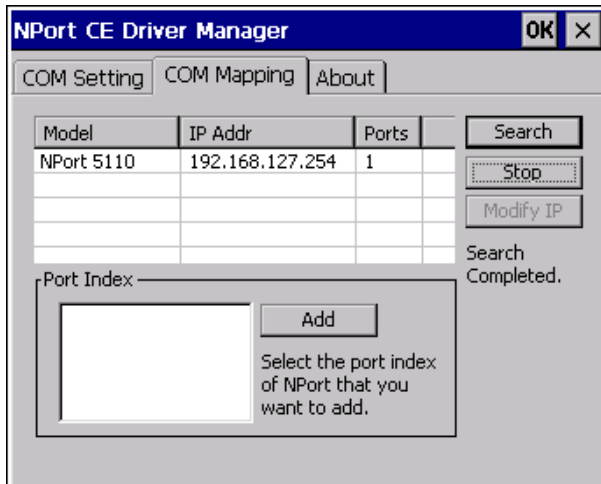 NPort CE Driver Manager OK ×
COM Setting COM Mapping About
Model IP Addr Ports Search
NPort 5110 192.168.127.254 1
Stop
Modify IP
Search
Completed.
Port Index
Add
Select the port index
of NPort that you
want to add.